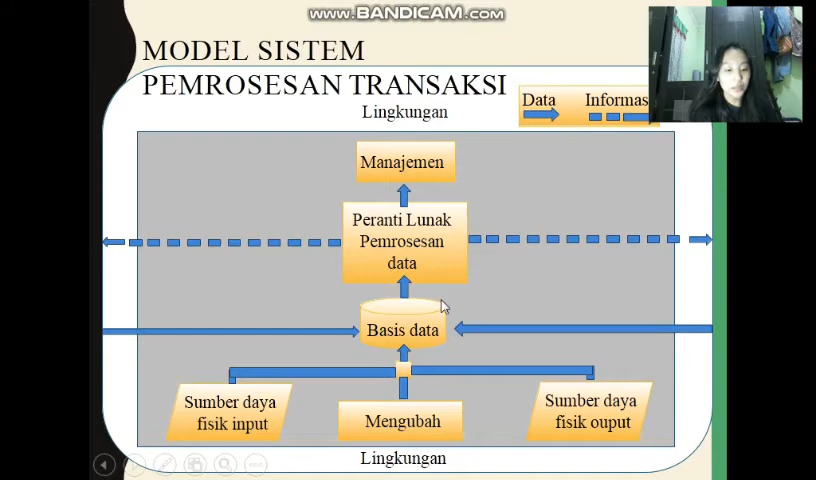 WWW.BANDICAM.COM
MODEL SISTEM
PEMROSESAN TRANSAKSI
Lingkungan
Data
Informasi
Manajemen
Peranti Lunak
Pemrosesan
data
Basis data
Sumber daya
fisik input
Mengubah
Sumber daya
fisik ouput
Lingkungan